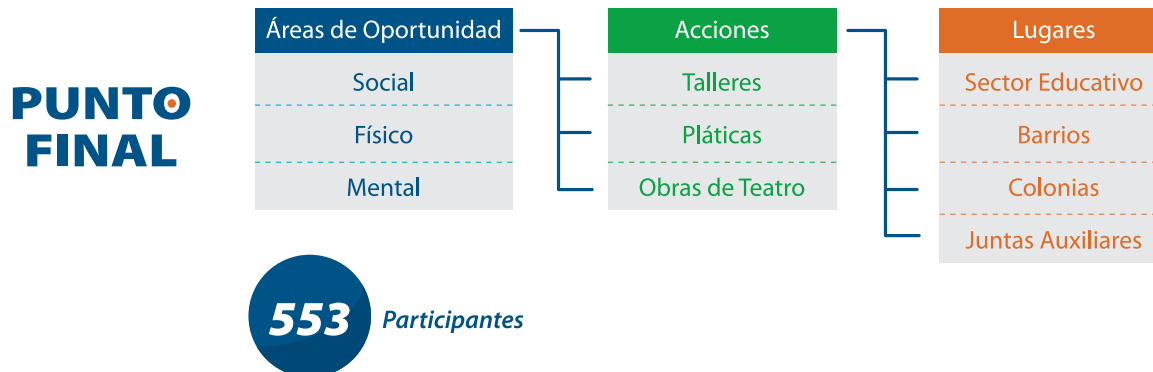 PUNTO
FINAL
Áreas de Oportunidad
Social
Físico
Mental
Acciones
Talleres
Pláticas
Obras de Teatro
Lugares
Sector Educativo
Barrios
Colonias
Juntas Auxiliares
553 Participantes